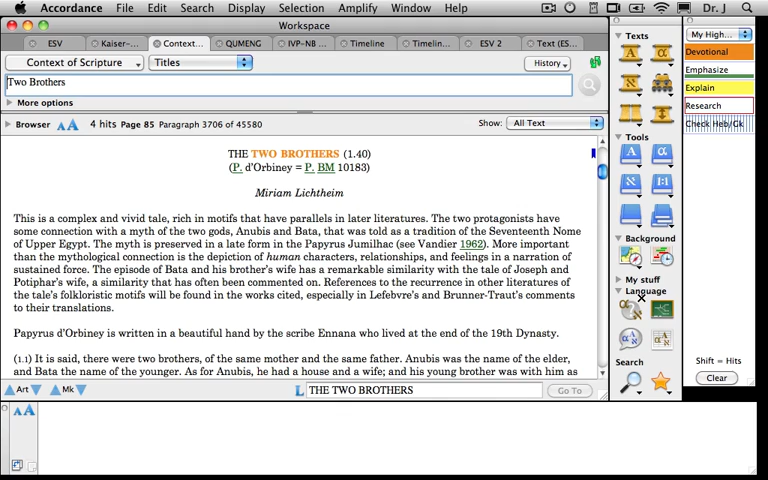 Accordance File Edit Search Display Selection Amplify Window Help Dr. J
Workspace
ESV Kaiser-... Context... QUMENG IVP-NB ... Timeline Timelin... ESV 2 Text (ES...
Context of Scripture Titles History
Two Brothers
More options
Browser AA 4 hits Page 85 Paragraph 3706 of 45580 Show: All Text
THE TWO BROTHERS (1.40)
(P. d'Orbiney = P. BM 10183)
Miriam Lichtheim
This is a complex and vivid tale, rich in motifs that have parallels in later literatures. The two protagonists have
some connection with a myth of the two gods, Anubis and Bata, that was told as a tradition of the Seventeenth Nome
of Upper Egypt. The myth is preserved in a late form in the Papyrus Jumilhac (see Vandier 1962). More important
than the mythological connection is the depiction of human characters, relationships, and feelings in a narration of
sustained force. The episode of Bata and his brother's wife has a remarkable similarity with the tale of Joseph and
Potiphar's wife, a similarity that has often been commented on. References to the recurrence in other literatures of
the tale's folkloristic motifs will be found in the works cited, especially in Lefebvre's and Brunner-Traut's comments
to their translations.
Papyrus d'Orbiney is written in a beautiful hand by the scribe Ennana who lived at the end of the 19th Dynasty.
(1.1) It is said, there were two brothers, of the same mother and the same father. Anubis was the name of the elder,
and Bata the name of the younger. As for Anubis, he had a house and a wife; and his young brother was with him as
Art Mk L THE TWO BROTHERS Go To
AA
Texts
A α
א
Tools
A α
א 1:1
Background
My stuff
Language
Search
My High...
Devotional
Emphasize
Explain
Research
Check Heb/Gk
Shift = Hits
Clear